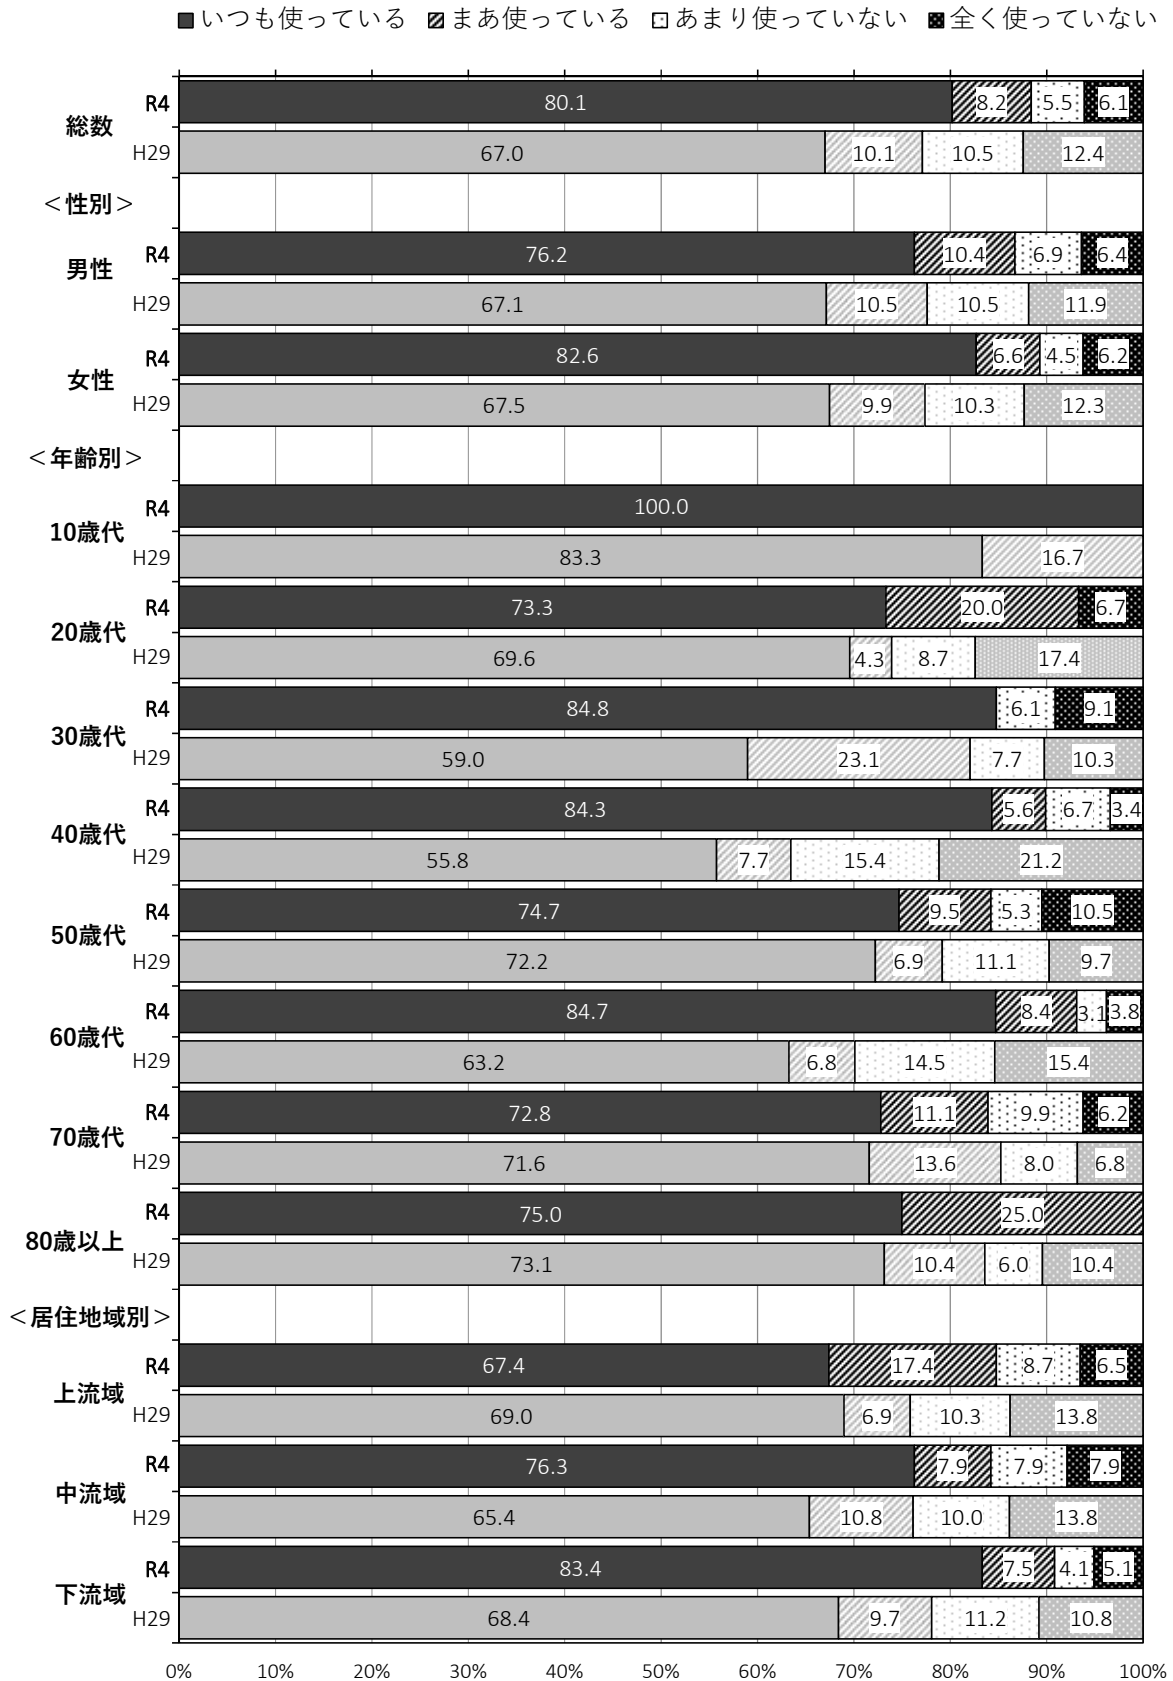 ■いつも使っている ▨まあ使っている □あまり使っていない ■全く使っていない
総数
R4 80.1 8.2 5.5 6.1
H29 67.0 10.1 10.5 12.4
＜性別＞
男性
R4 76.2 10.4 6.9 6.4
H29 67.1 10.5 10.5 11.9
女性
R4 82.6 6.6 4.5 6.2
H29 67.5 9.9 10.3 12.3
＜年齢別＞
10歳代
R4 100.0
H29 83.3 16.7
20歳代
R4 73.3 20.0 6.7
H29 69.6 4.3 8.7 17.4
30歳代
R4 84.8 6.1 9.1
H29 59.0 23.1 7.7 10.3
40歳代
R4 84.3 5.6 6.7 3.4
H29 55.8 7.7 15.4 21.2
50歳代
R4 74.7 9.5 5.3 10.5
H29 72.2 6.9 11.1 9.7
60歳代
R4 84.7 8.4 3.1 3.8
H29 63.2 6.8 14.5 15.4
70歳代
R4 72.8 11.1 9.9 6.2
H29 71.6 13.6 8.0 6.8
80歳以上
R4 75.0 25.0
H29 73.1 10.4 6.0 10.4
＜居住地域別＞
上流域
R4 67.4 17.4 8.7 6.5
H29 69.0 6.9 10.3 13.8
中流域
R4 76.3 7.9 7.9 7.9
H29 65.4 10.8 10.0 13.8
下流域
R4 83.4 7.5 4.1 5.1
H29 68.4 9.7 11.2 10.8
0% 10% 20% 30% 40% 50% 60% 70% 80% 90% 100%